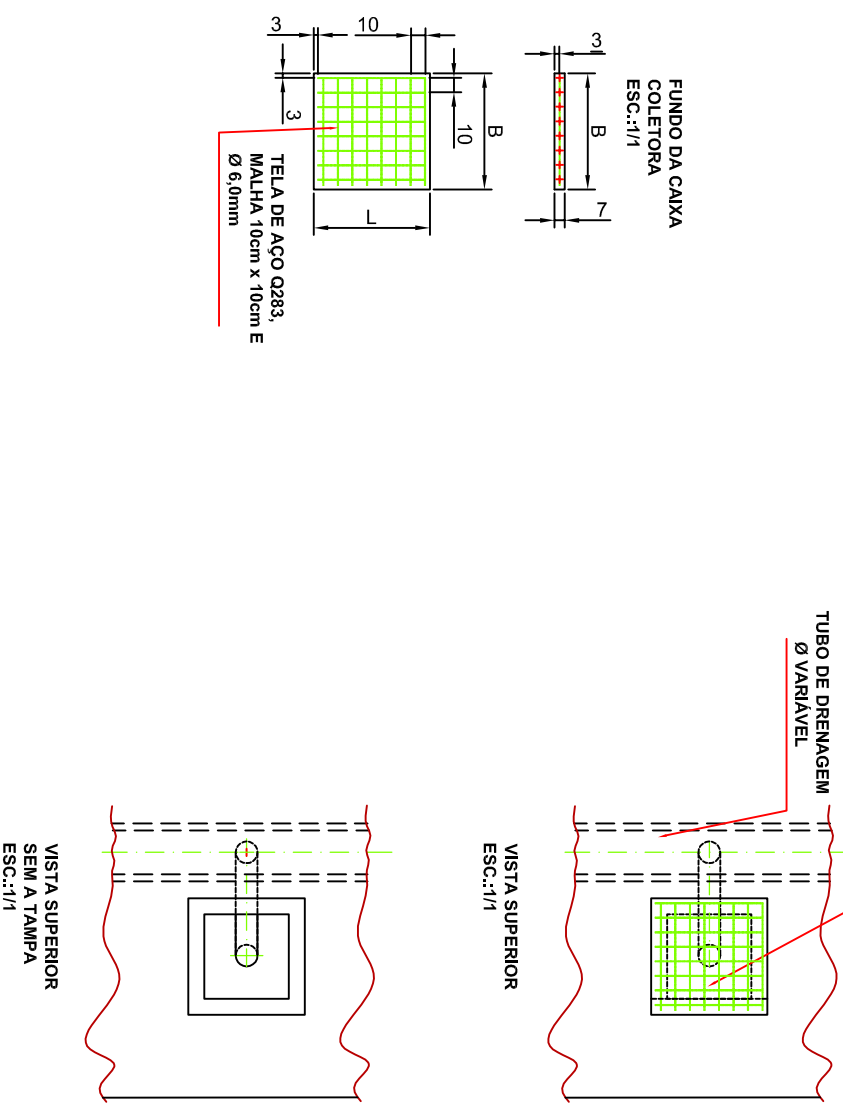 FUNDO DA CAIXA
COLETORA
ESC.:1/1
3
B
7
3
10
3
10
B
L
TELA DE AÇO Q283,
MALHA 10cm x 10cm E
Ø 6,0mm
TUBO DE DRENAGEM
Ø VARIÁVEL
VISTA SUPERIOR
ESC.:1/1
VISTA SUPERIOR
SEM A TAMPA
ESC.:1/1